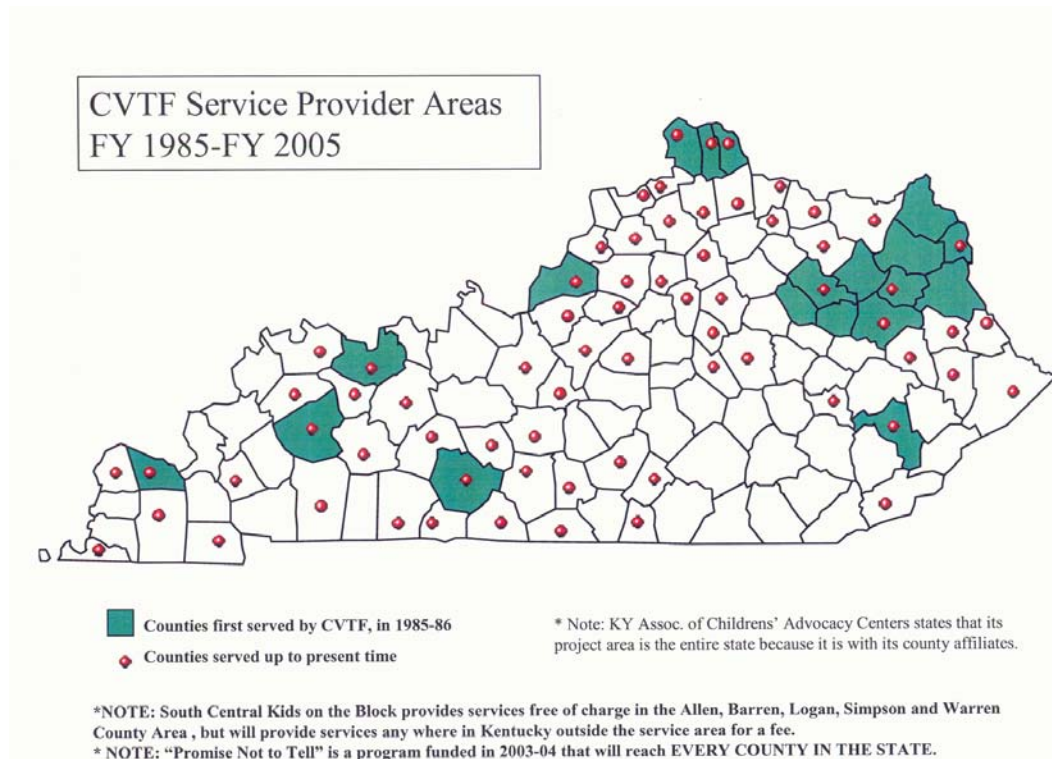 CVTF Service Provider Areas
FY 1985-FY 2005
Counties first served by CVTF, in 1985-86
Counties served up to present time
* Note: KY Assoc. of Childrens' Advocacy Centers states that its
project area is the entire state because it is with its county affiliates.
*NOTE: South Central Kids on the Block provides services free of charge in the Allen, Barren, Logan, Simpson and Warren
County Area , but will provide services any where in Kentucky outside the service area for a fee.
* NOTE: “Promise Not to Tell” is a program funded in 2003-04 that will reach EVERY COUNTY IN THE STATE.